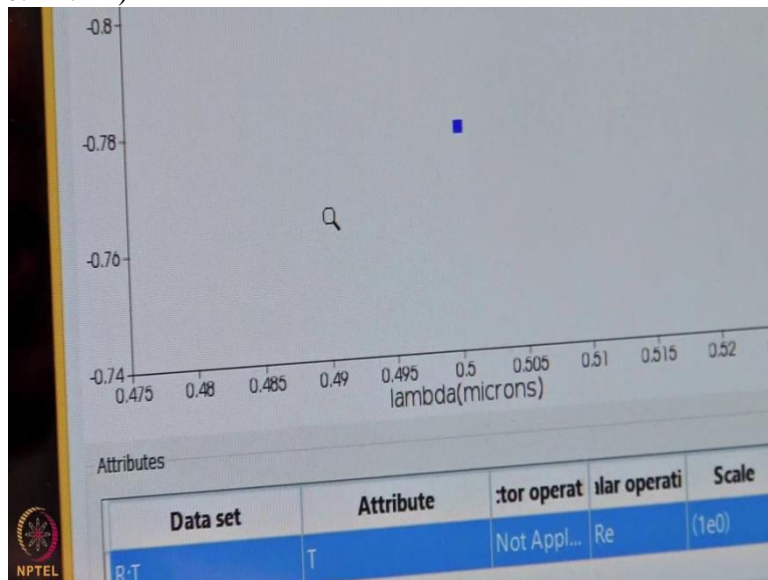 -0.8
-0.78
-0.76
-0.74
0.475 0.48 0.485 0.49 0.495 0.5 0.505 0.51 0.515 0.52
lambda(microns)
Attributes
Data set Attribute :tor operat alar operati Scale
R:T T Not Appl... Re (1e0)
NPTEL